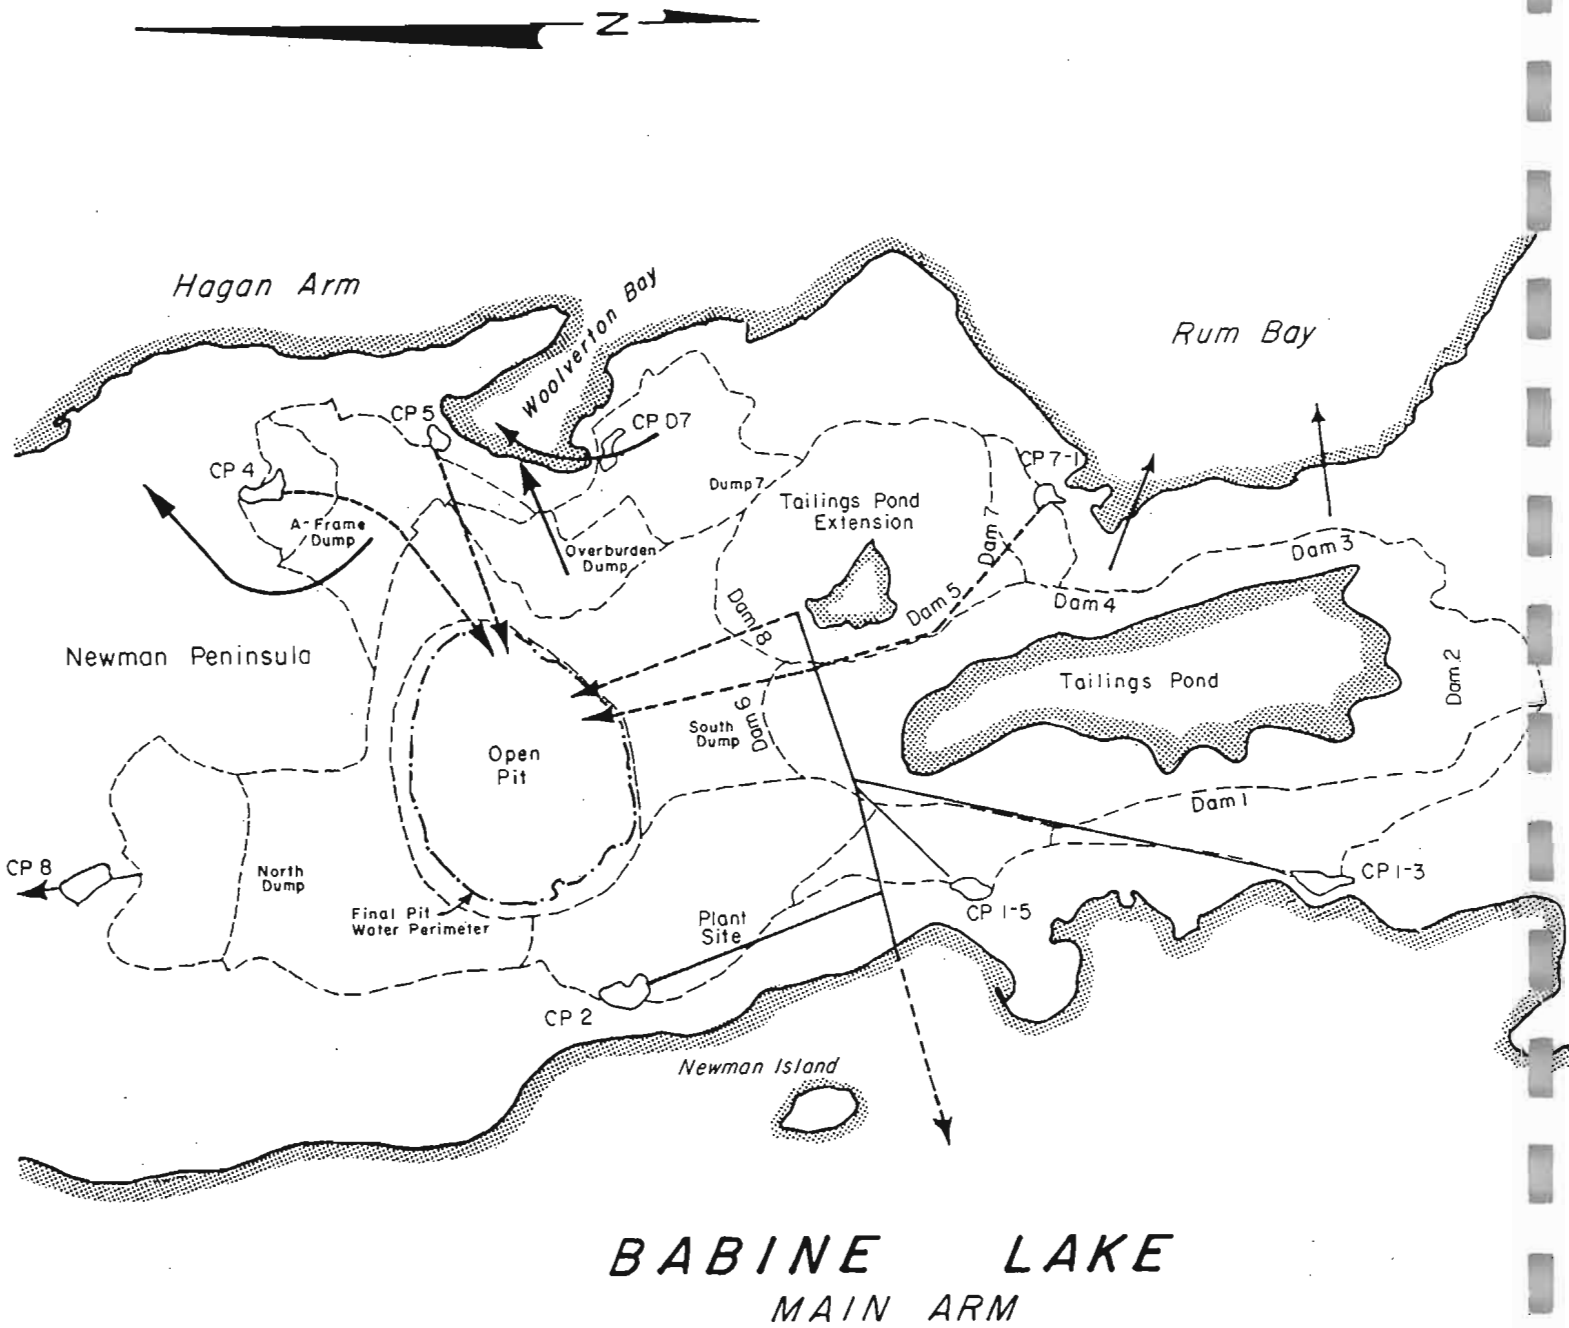 N
Hagan Arm
Woolverton Bay
Rum Bay
CP 5
CP D7
CP 4
CP 7-1
Dump 7
Tailings Pond
Extension
A-Frame
Dump
Overburden
Dump
Dam 7
Dam 3
Dam 8
Dam 5
Dam 4
Newman Peninsula
Tailings Pond
Dam 2
South
Dump
Dam 9
Open
Pit
Dam 1
CP 8
North
Dump
CP 1-3
CP 1-5
Final Pit
Water Perimeter
Plant
Site
CP 2
Newman Island
BABINE LAKE
MAIN ARM